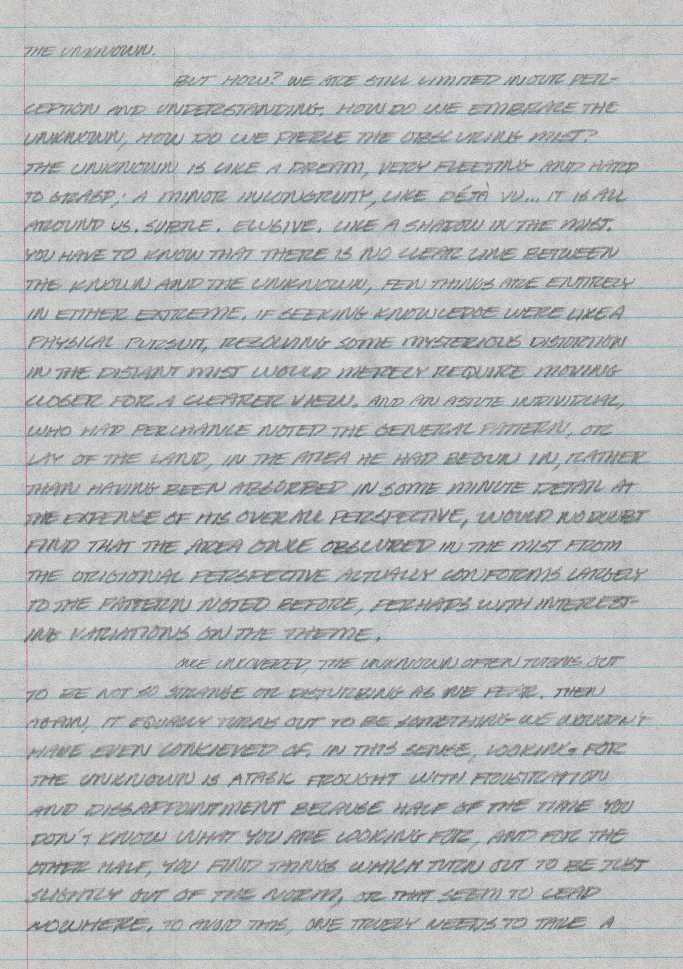 THE UNKNOWN.
BUT HOW? WE ARE STILL LIMITED IN OUR PER-
CEPTION AND UNDERSTANDING. HOW DO WE EMBRACE THE
UNKNOWN, HOW DO WE PIERCE THE OBSCURING MIST?
THE UNKNOWN IS LIKE A DREAM, VERY FLEETING AND HARD
TO GRASP; A MINOR INCONGRUITY, LIKE DÉJÀ VU... IT IS ALL
AROUND US. SUBTLE. ELUSIVE. LIKE A SHADOW IN THE MIST.
YOU HAVE TO KNOW THAT THERE IS NO CLEAR LINE BETWEEN
THE KNOWN AND THE UNKNOWN, FEW THINGS ARE ENTIRELY
IN EITHER EXTREME. IF SEEKING KNOWLEDGE WERE LIKE A
PHYSICAL PURSUIT, RESOLVING SOME MYSTERIOUS DISTORTION
IN THE DISTANT MIST WOULD MERELY REQUIRE MOVING
CLOSER FOR A CLEARER VIEW. AND AN ASTUTE INDIVIDUAL,
WHO HAD PERCHANCE NOTED THE GENERAL PATTERN, OR
LAY OF THE LAND, IN THE AREA HE HAD BEGUN IN, RATHER
THAN HAVING BEEN ABSORBED IN SOME MINUTE DETAIL AT
THE EXPENSE OF HIS OVERALL PERSPECTIVE, WOULD NO DOUBT
FIND THAT THE AREA ONCE OBSCURED IN THE MIST FROM
THE ORIGIONAL PERSPECTIVE ACTUALLY CONFORMS LARGELY
TO THE PATTERN NOTED BEFORE, PERHAPS WITH INTEREST-
ING VARIATIONS ON THE THEME.
ONCE UNCOVERED, THE UNKNOWN OFTEN TURNS OUT
TO BE NOT SO STRANGE OR DISTURBING AS WE FEAR. THEN
AGAIN, IT EQUALLY TURNS OUT TO BE SOMETHING WE WOULDN'T
HAVE EVEN CONCIEVED OF. IN THIS SENSE, LOOKING FOR
THE UNKNOWN IS A TASK FROUGHT WITH FRUSTRATION
AND DISSAPPOINTMENT BECAUSE HALF OF THE TIME YOU
DON'T KNOW WHAT YOU ARE LOOKING FOR, AND FOR THE
OTHER HALF, YOU FIND THINGS WHICH TURN OUT TO BE JUST
SLIGHTLY OUT OF THE NORM, OR THAT SEEM TO LEAD
NOWHERE. TO AVOID THIS, ONE TRUELY NEEDS TO TAKE A